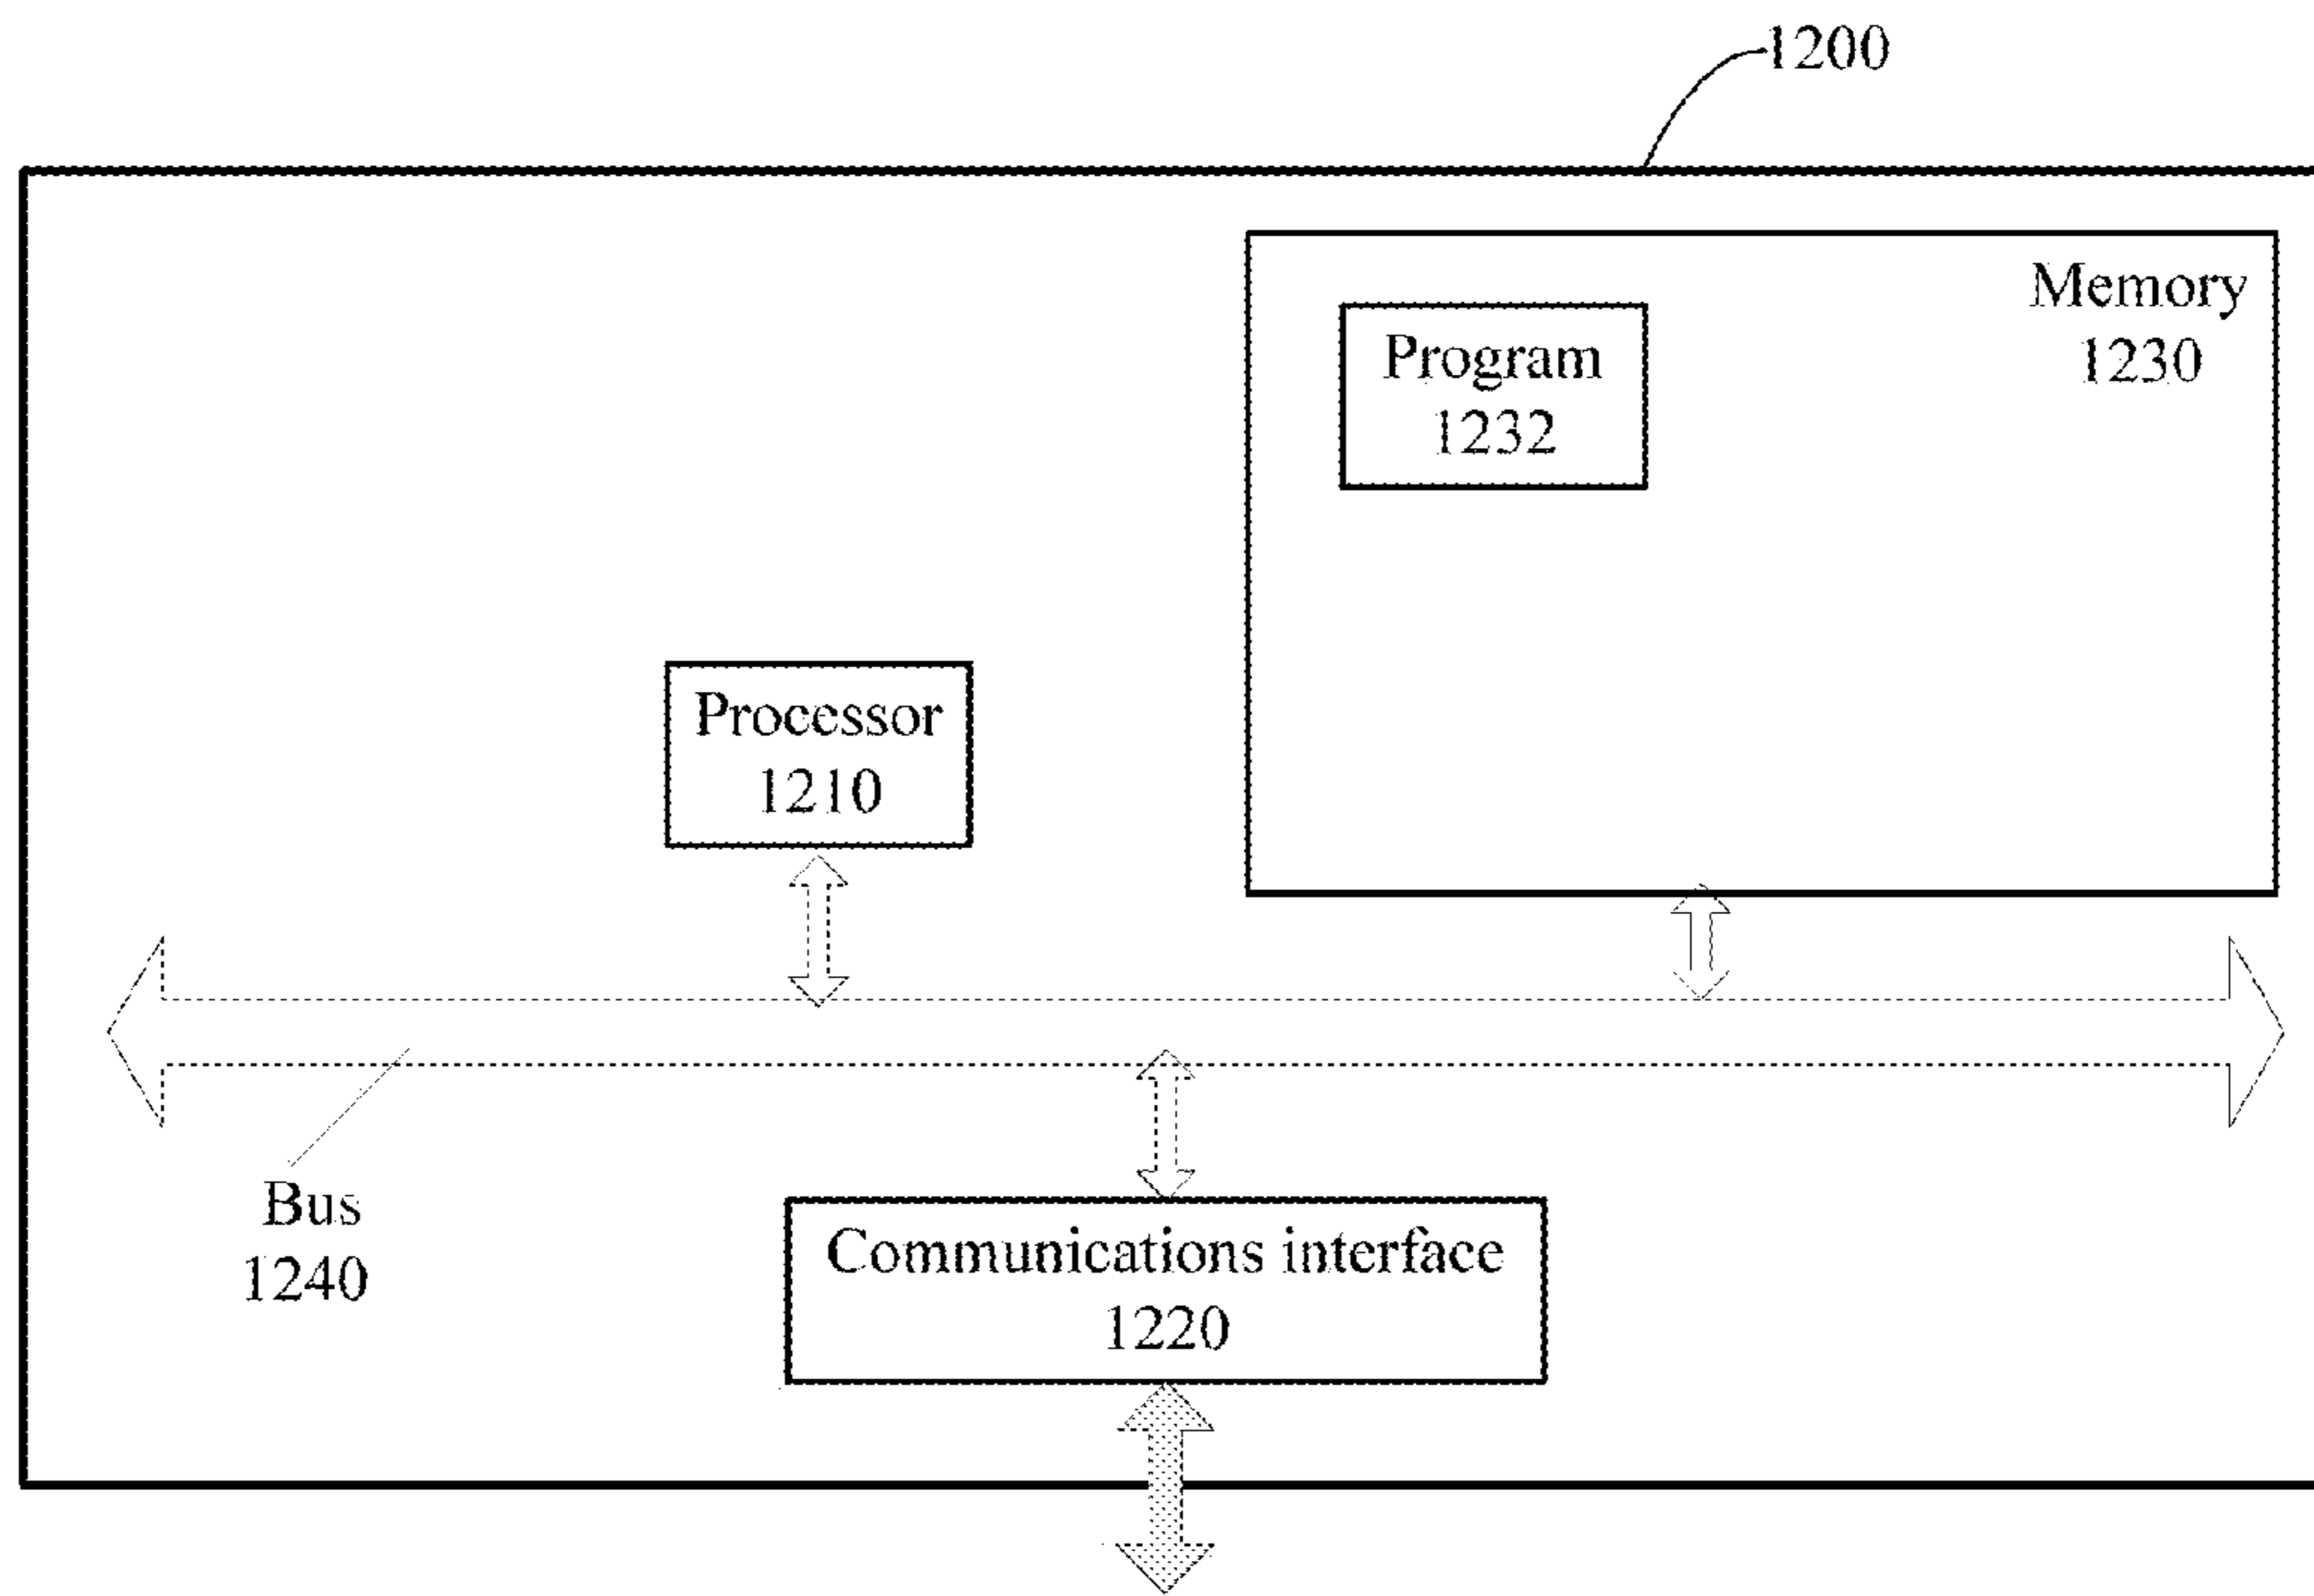 1200
Memory
1230
Program
1232
Processor
1210
Bus
1240
Communications interface
1220